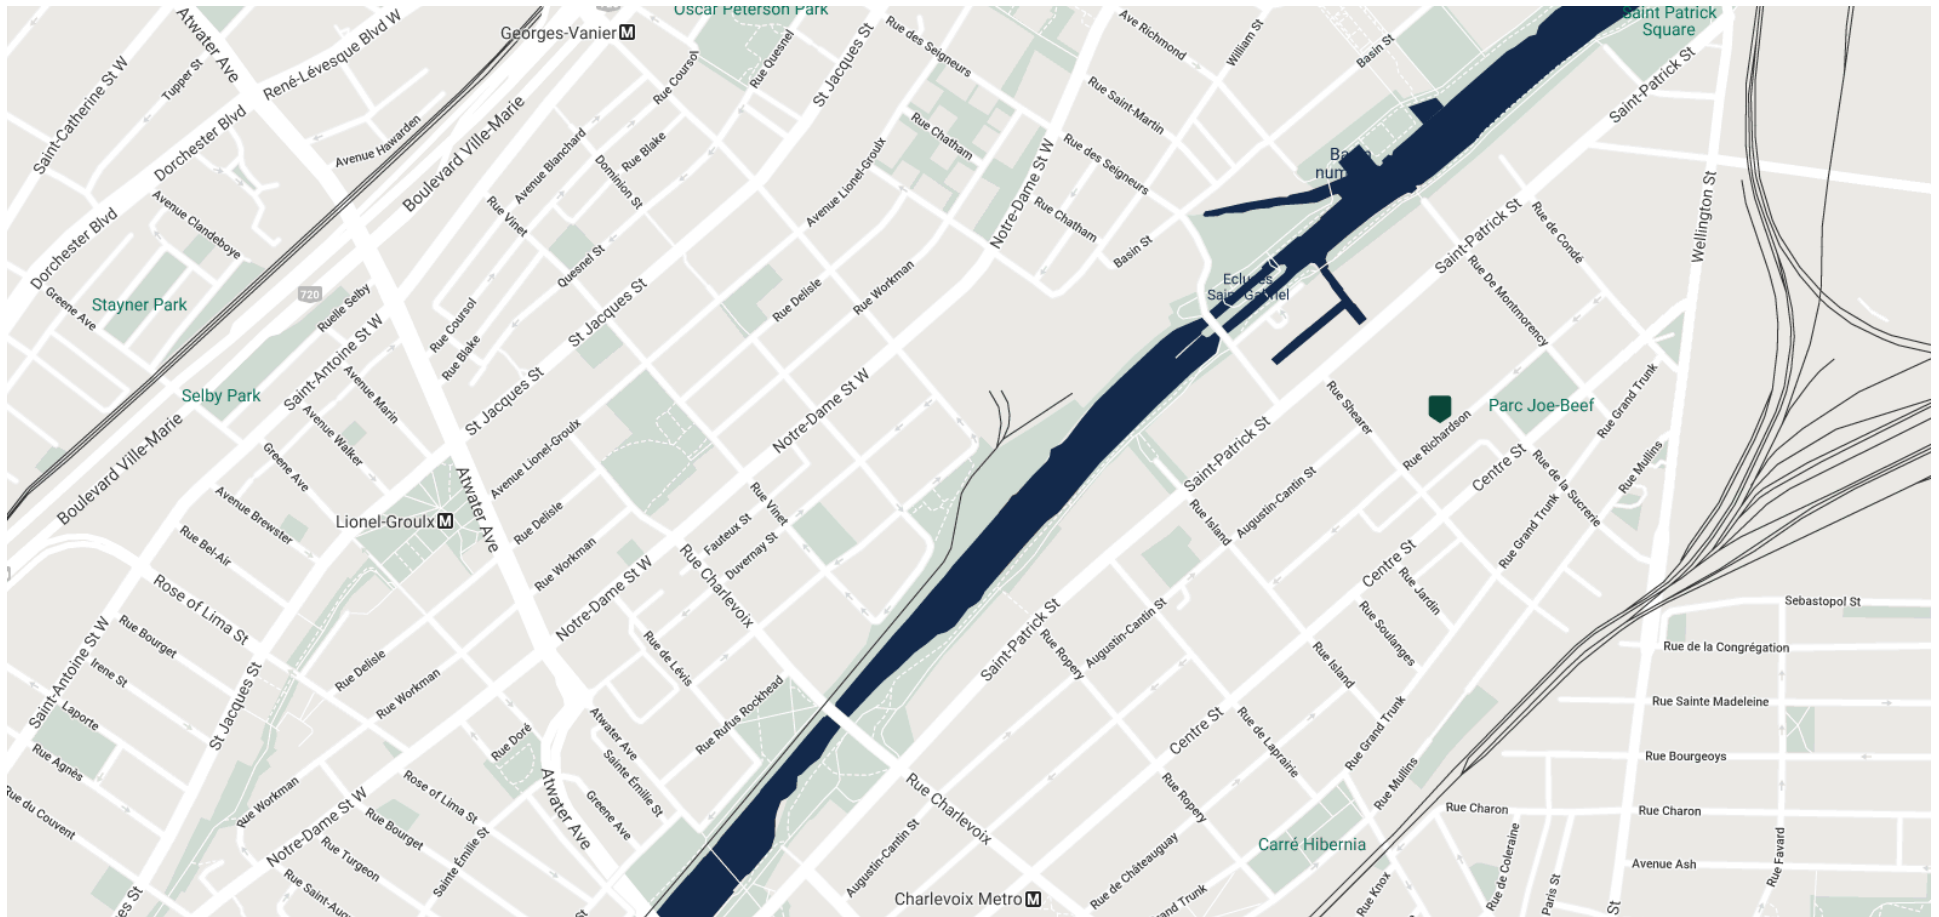 Oscar Peterson Park
Saint Patrick
Square
Georges-Vanier M
Atwater Ave
René-Lévesque Blvd W
Saint-Catherine St W
Tupper St
Dorchester Blvd
Avenue Hawarden
Boulevard Ville-Marie
Rue Coursol
Rue Quesnel
St Jacques St
Rue des Seigneurs
Ave Richmond
William St
Basin St
Saint-Patrick St
Rue Saint-Martin
Rue Chatham
Avenue Blanchard
Rue Blake
Dominion St
Avenue Lionel-Groulx
Notre-Dame St W
Rue des Seigneurs
Rue Vinet
Avenue Clandeboye
Dorchester Blvd
Rue Chatham
Basin St
Quesnel St
Saint-Patrick St
Rue de Condé
Wellington St
Rue De Montmorency
Stayner Park
Greene Ave
720
Ruelle Selby
Rue Coursol
Rue Blake
St Jacques St
Rue Delisle
Rue Workman
Selby Park
Saint-Antoine St W
Avenue Marin
Avenue Walker
St Jacques St
Notre-Dame St W
Rue Shearer
Parc Joe-Beef
Rue Richardson
Rue Grand Trunk
Boulevard Ville-Marie
Greene Ave
Avenue Lionel-Groulx
Atwater Ave
Saint-Patrick St
Augustin-Cantin St
Centre St
Rue de la Sucrerie
Rue Mullins
Avenue Brewster
Lionel-Groulx M
Rue Delisle
Rue Vinet
Fauteux St
Duvernay St
Rue Island
Rue Grand Trunk
Rue Bel-Air
Rue Workman
Notre-Dame St W
Rue Charlevoix
Centre St
Rue Jardin
Rose of Lima St
Rue Soulanges
Sebastopol St
Saint-Antoine St W
Rue Bourget
Irene St
Rue Delisle
Rue Workman
Rue de Lévis
Saint-Patrick St
Rue Ropery
Augustin-Cantin St
Rue Island
Rue de la Congrégation
Laporte
St Jacques St
Rue Rufus Rockhead
Rue Sainte Madeleine
Rue Agnès
Rue Doré
Atwater Ave
Sainte Émilie St
Centre St
Rue de Laprairie
Rue Grand Trunk
Rue Bourgeoys
Rue du Couvent
Rue Workman
Rose of Lima St
Atwater Ave
Greene Ave
Rue Charlevoix
Rue Ropery
Rue Mullins
Rue Charon
Rue Charon
Notre-Dame St W
Rue Bourget
Rue Turgeon
Sainte Émilie St
Augustin-Cantin St
Carré Hibernia
Rue de Châteauguay
Rue de Coleraine
Avenue Ash
Rue Favard
Charlevoix Metro M
Rue Knox
Paris St